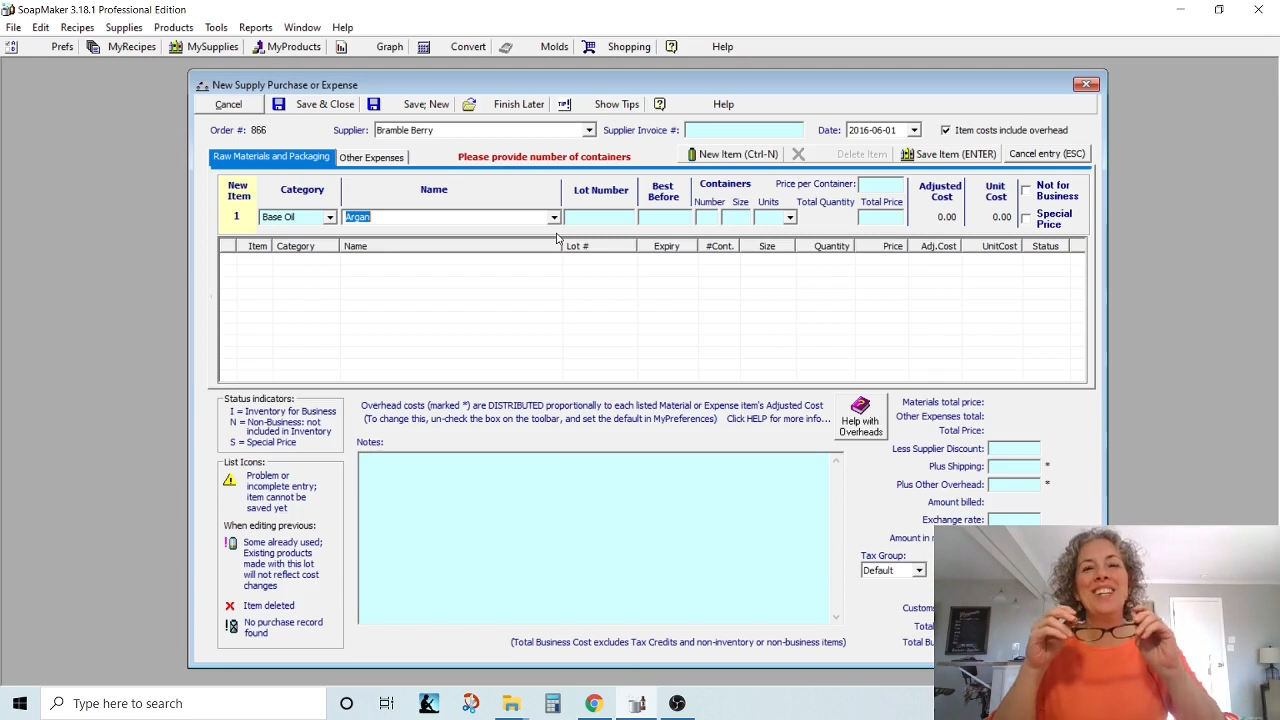 SoapMaker 3.18.1 Professional Edition
File Edit Recipes Supplies Products Tools Reports Window Help
Prefs MyRecipes MySupplies MyProducts Graph Convert Molds Shopping Help
New Supply Purchase or Expense
Cancel Save & Close Save; New Finish Later TIP! Show Tips Help
Order #: 866 Supplier: Bramble Berry Supplier Invoice #: Date: 2016-06-01 Item costs include overhead
Raw Materials and Packaging Other Expenses Please provide number of containers New Item (Ctrl-N) Delete Item Save Item (ENTER) Cancel entry (ESC)
New Item Category Name Lot Number Best Before Containers Price per Container: Adjusted Cost Unit Cost Not for Business
Number Size Units Total Quantity Total Price
1 Base Oil Argan 0.00 0.00 Special Price
Item Category Name Lot # Expiry #Cont. Size Quantity Price Adj.Cost UnitCost Status
Status indicators:
I = Inventory for Business
N = Non-Business: not
included in Inventory
S = Special Price
Overhead costs (marked *) are DISTRIBUTED proportionally to each listed Material or Expense item's Adjusted Cost
(To change this, un-check the box on the toolbar, and set the default in MyPreferences) Click HELP for more info...
Help with
Overheads
Notes:
List Icons:
Problem or
incomplete entry;
item cannot be
saved yet
When editing previous:
Some already used;
Existing products
made with this lot
will not reflect cost
changes
Item deleted
No purchase record
found
Materials total price:
Other Expenses total:
Total Price:
Less Supplier Discount:
Plus Shipping: *
Plus Other Overhead: *
Amount billed:
Exchange rate:
Amount in
Tax Group:
Default
Customs
Total
(Total Business Cost excludes Tax Credits and non-inventory or non-business items) Total
Type here to search